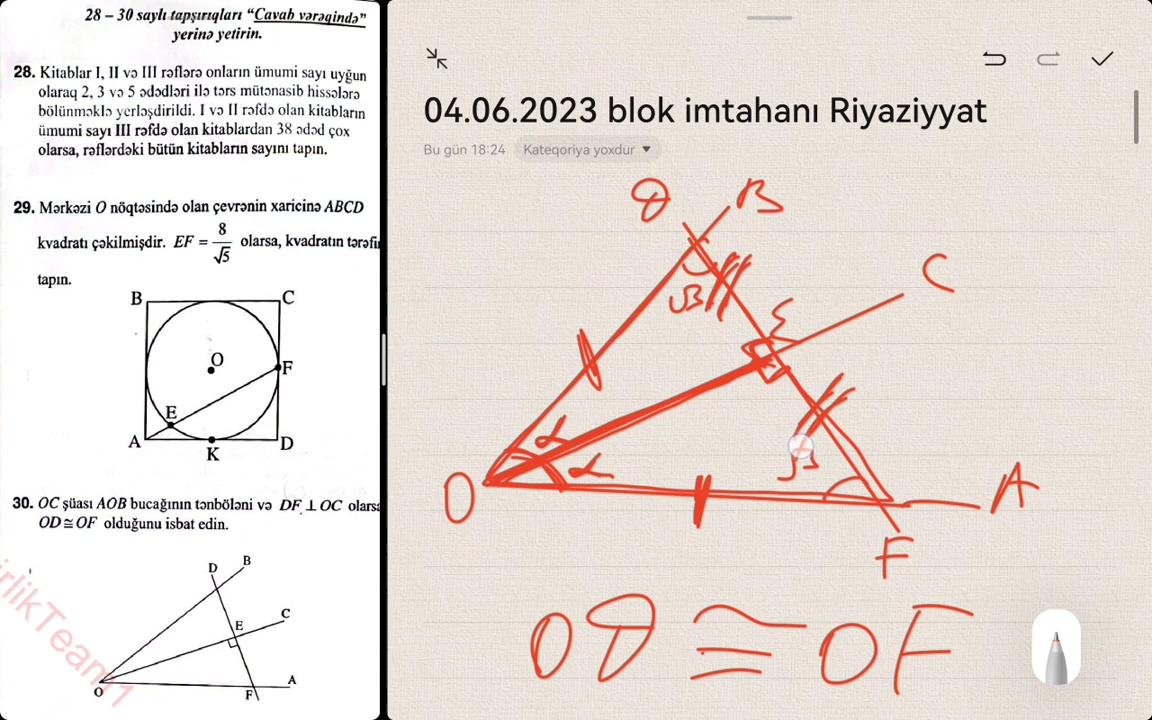 28 – 30 saylı tapşırıqları “Cavab vərəqində”
yerinə yetirin.
28. Kitablar I, II və III rəflərə onların ümumi sayı uyğun
olaraq 2, 3 və 5 ədədləri ilə tərs mütənasib hissələrə
bölünməklə yerləşdirildi. I və II rəfdə olan kitabların
ümumi sayı III rəfdə olan kitablardan 38 ədəd çox
olarsa, rəflərdəki bütün kitabların sayını tapın.
29. Mərkəzi O nöqtəsində olan çevrənin xaricinə ABCD
kvadratı çəkilmişdir. EF = 8/√5 olarsa, kvadratın tərəfi
tapın.
B C
O
F
E
A D
K
30. OC şüası AOB bucağının tənböləni və DF ⊥ OC olarsa
OD ≅ OF olduğunu isbat edin.
D B
C
E
O F A
irlikTeam1
04.06.2023 blok imtahanı Riyaziyyat
Bu gün 18:24 Kateqoriya yoxdur
D B
C
β
E
α
α
O A
F
OD ≅ OF